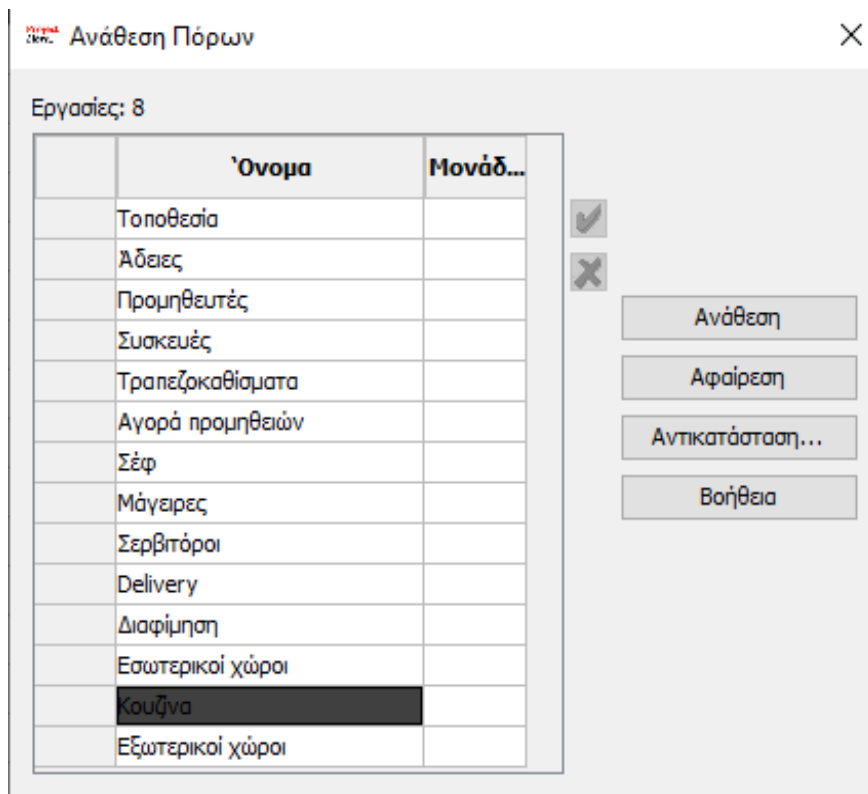 Ανάθεση Πόρων
Εργασίες: 8
Όνομα Μονάδ...
Τοποθεσία
Άδειες
Προμηθευτές
Συσκευές
Τραπεζοκαθίσματα
Αγορά προμηθειών
Σέφ
Μάγειρες
Σερβιτόροι
Delivery
Διαφίμηση
Εσωτερικοί χώροι
Κουζίνα
Εξωτερικοί χώροι
Ανάθεση
Αφαίρεση
Αντικατάσταση...
Βοήθεια